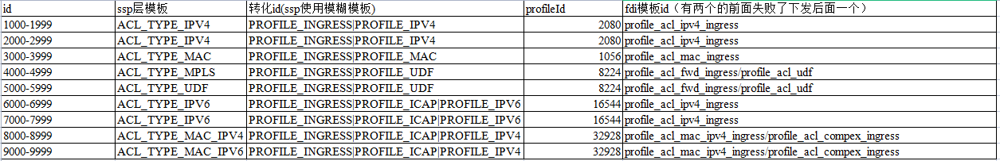 id ssp层模板 转化id(ssp使用模糊模板) profileId fdi模板id（有两个的前面失败了下发后面一个）
1000-1999 ACL_TYPE_IPV4 PROFILE_INGRESS|PROFILE_IPV4 2080 profile_acl_ipv4_ingress
2000-2999 ACL_TYPE_IPV4 PROFILE_INGRESS|PROFILE_IPV4 2080 profile_acl_ipv4_ingress
3000-3999 ACL_TYPE_MAC PROFILE_INGRESS|PROFILE_MAC 1056 profile_acl_mac_ingress
4000-4999 ACL_TYPE_MPLS PROFILE_INGRESS|PROFILE_UDF 8224 profile_acl_fwd_ingress/profile_acl_udf
5000-5999 ACL_TYPE_UDF PROFILE_INGRESS|PROFILE_UDF 8224 profile_acl_fwd_ingress/profile_acl_udf
6000-6999 ACL_TYPE_IPV6 PROFILE_INGRESS|PROFILE_ICAP|PROFILE_IPV6 16544 profile_acl_ipv4_ingress
7000-7999 ACL_TYPE_IPV6 PROFILE_INGRESS|PROFILE_ICAP|PROFILE_IPV6 16544 profile_acl_ipv4_ingress
8000-8999 ACL_TYPE_MAC_IPV4 PROFILE_INGRESS|PROFILE_ICAP|PROFILE_IPV4 32928 profile_acl_mac_ipv4_ingress/profile_acl_compex_ingress
9000-9999 ACL_TYPE_MAC_IPV6 PROFILE_INGRESS|PROFILE_ICAP|PROFILE_IPV4 32928 profile_acl_mac_ipv4_ingress/profile_acl_compex_ingress